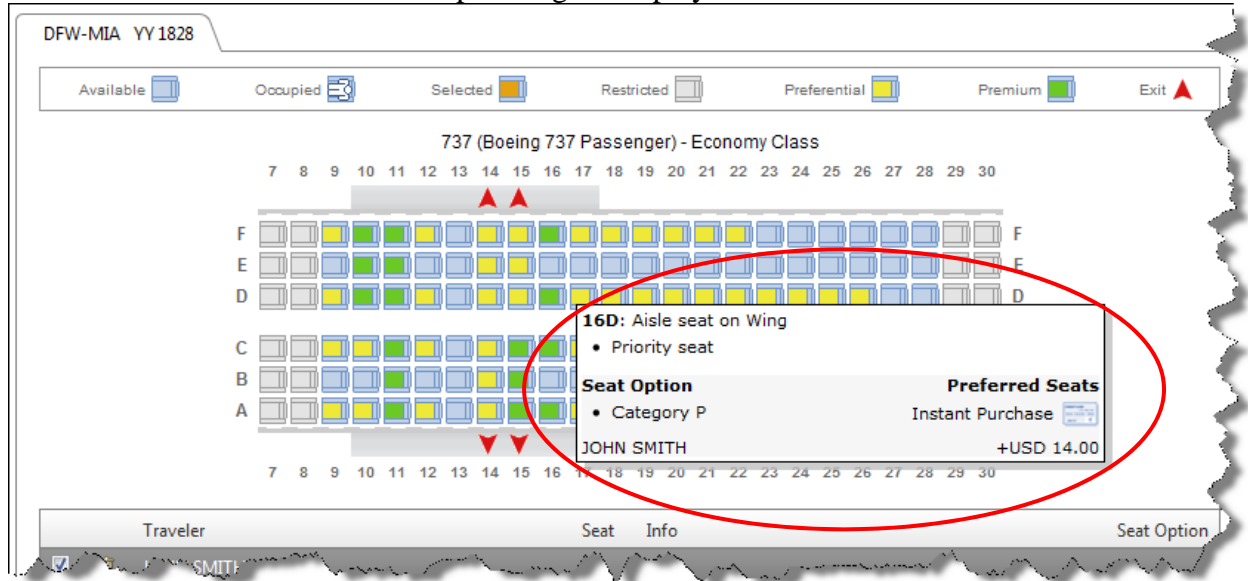 DFW-MIA YY 1828
Available Occupied Selected Restricted Preferential Premium Exit
737 (Boeing 737 Passenger) - Economy Class
7 8 9 10 11 12 13 14 15 16 17 18 19 20 21 22 23 24 25 26 27 28 29 30
F F
E E
D D
16D: Aisle seat on Wing
• Priority seat
C
B
A
Seat Option Preferred Seats
• Category P Instant Purchase
JOHN SMITH +USD 14.00
7 8 9 10 11 12 13 14 15 16 17 18 19 20 21 22 23 24 25 26 27 28 29 30
Traveler Seat Info Seat Option
SMITH